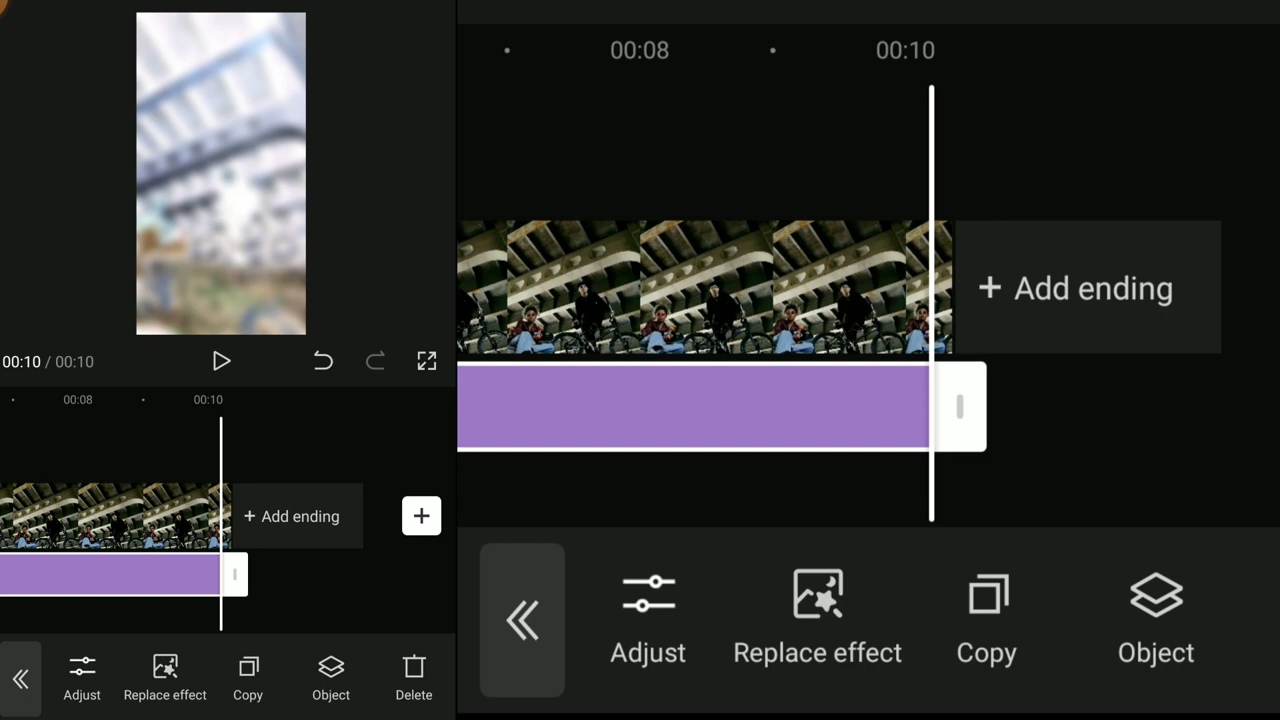 00:10 / 00:10
00:08
00:10
+ Add ending
Adjust
Replace effect
Copy
Object
Delete
00:08
00:10
+ Add ending
Adjust
Replace effect
Copy
Object